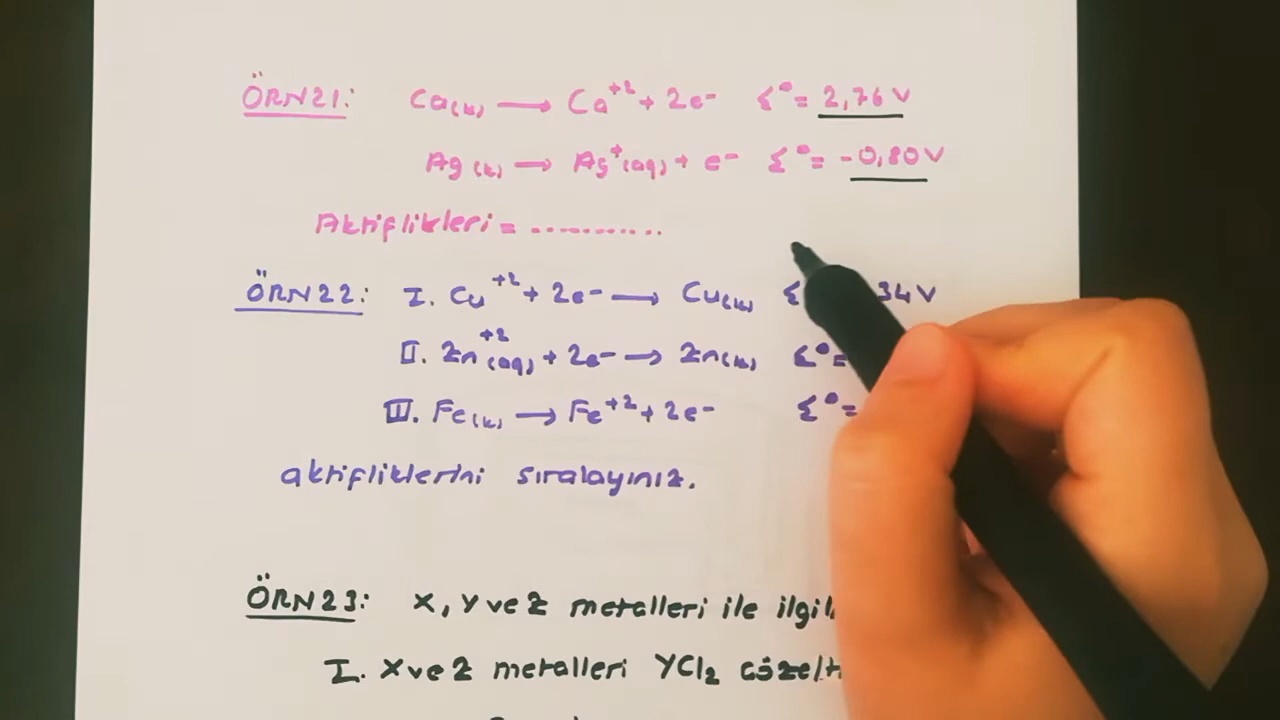 ÖRN21: Ca(k) → Ca+2 + 2e- Ɛ° = 2,76 V
Ag(k) → Ag+(aq) + e- Ɛ° = -0,80 V
Aktiflikleri = ............
ÖRN22: I. Cu+2 + 2e- → Cu(k) 34 V
II. Zn+2(aq) + 2e- → Zn(k) Ɛ° =
III. Fe(k) → Fe+2 + 2e- Ɛ° =
aktifliklerini sıralayınız.
ÖRN23: X, Y ve Z metalleri ile
I. X ve Z metalleri YCl2